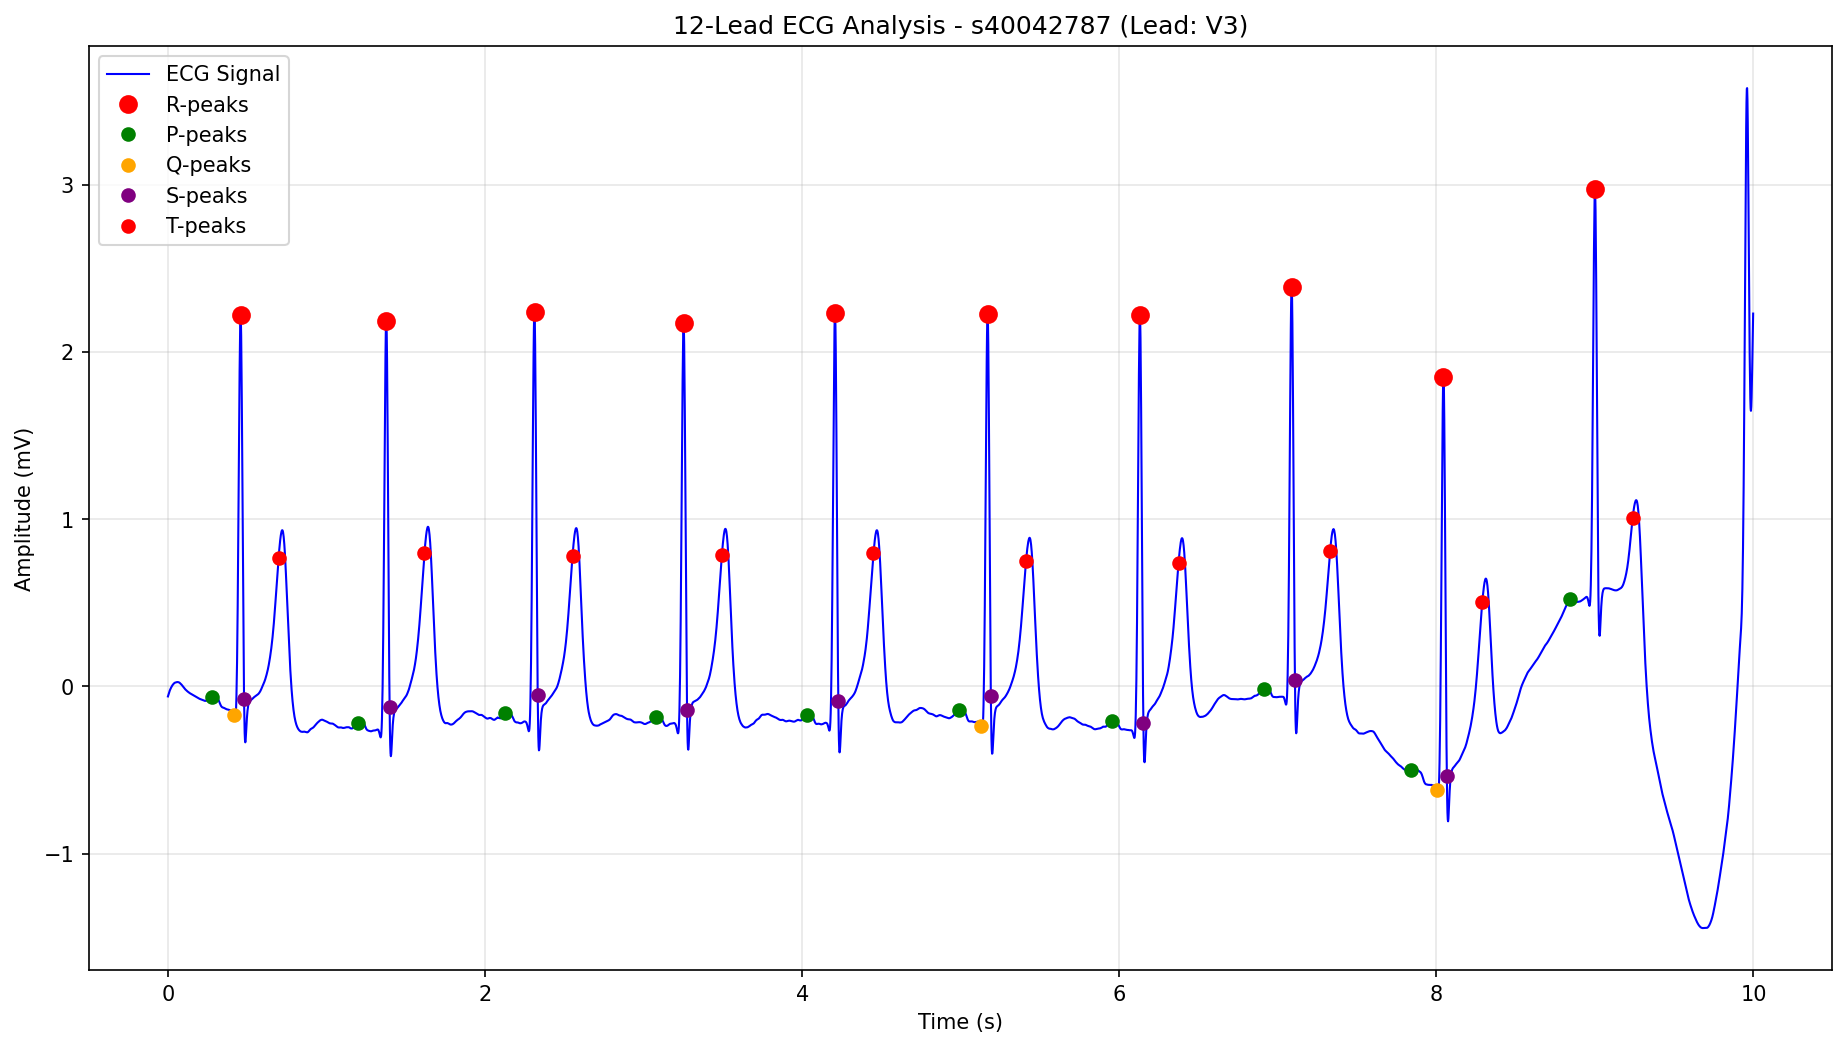 12-Lead ECG Analysis - s40042787 (Lead: V3)
ECG Signal
R-peaks
P-peaks
Q-peaks
S-peaks
T-peaks
Amplitude (mV)
3
2
1
0
−1
0
2
4
6
8
10
Time (s)